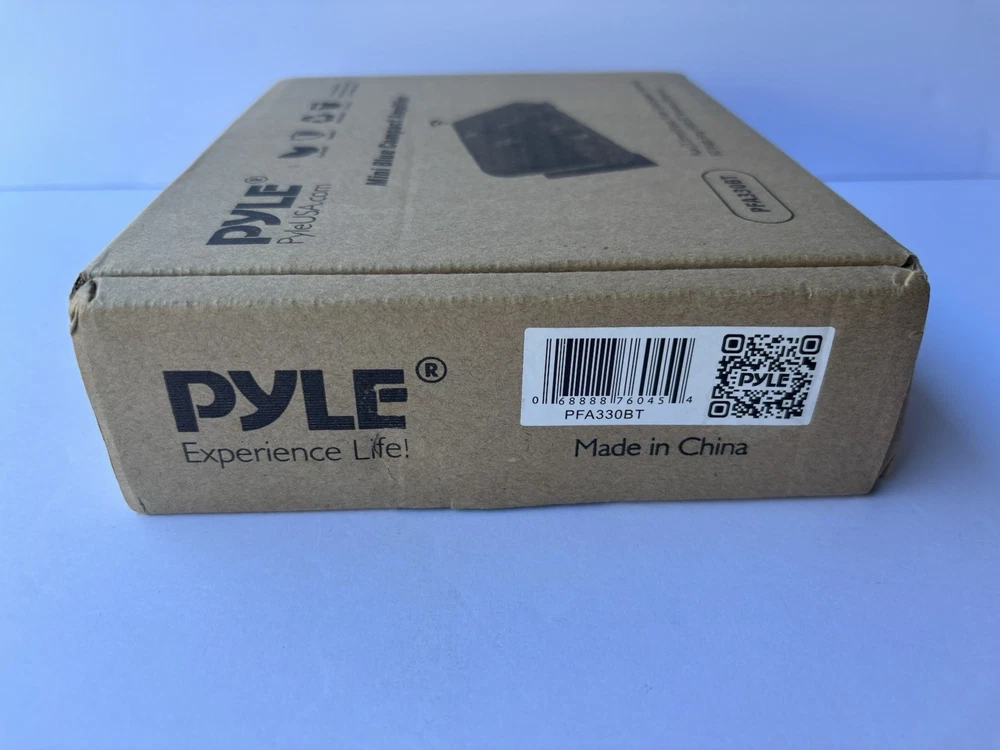 PYLE®
PyleUSA.com
Mini Blue Compact Amplifier
PFA330BT
PYLE®
Experience Life!
0 68888 76045 4
PFA330BT
PYLE
Made in China